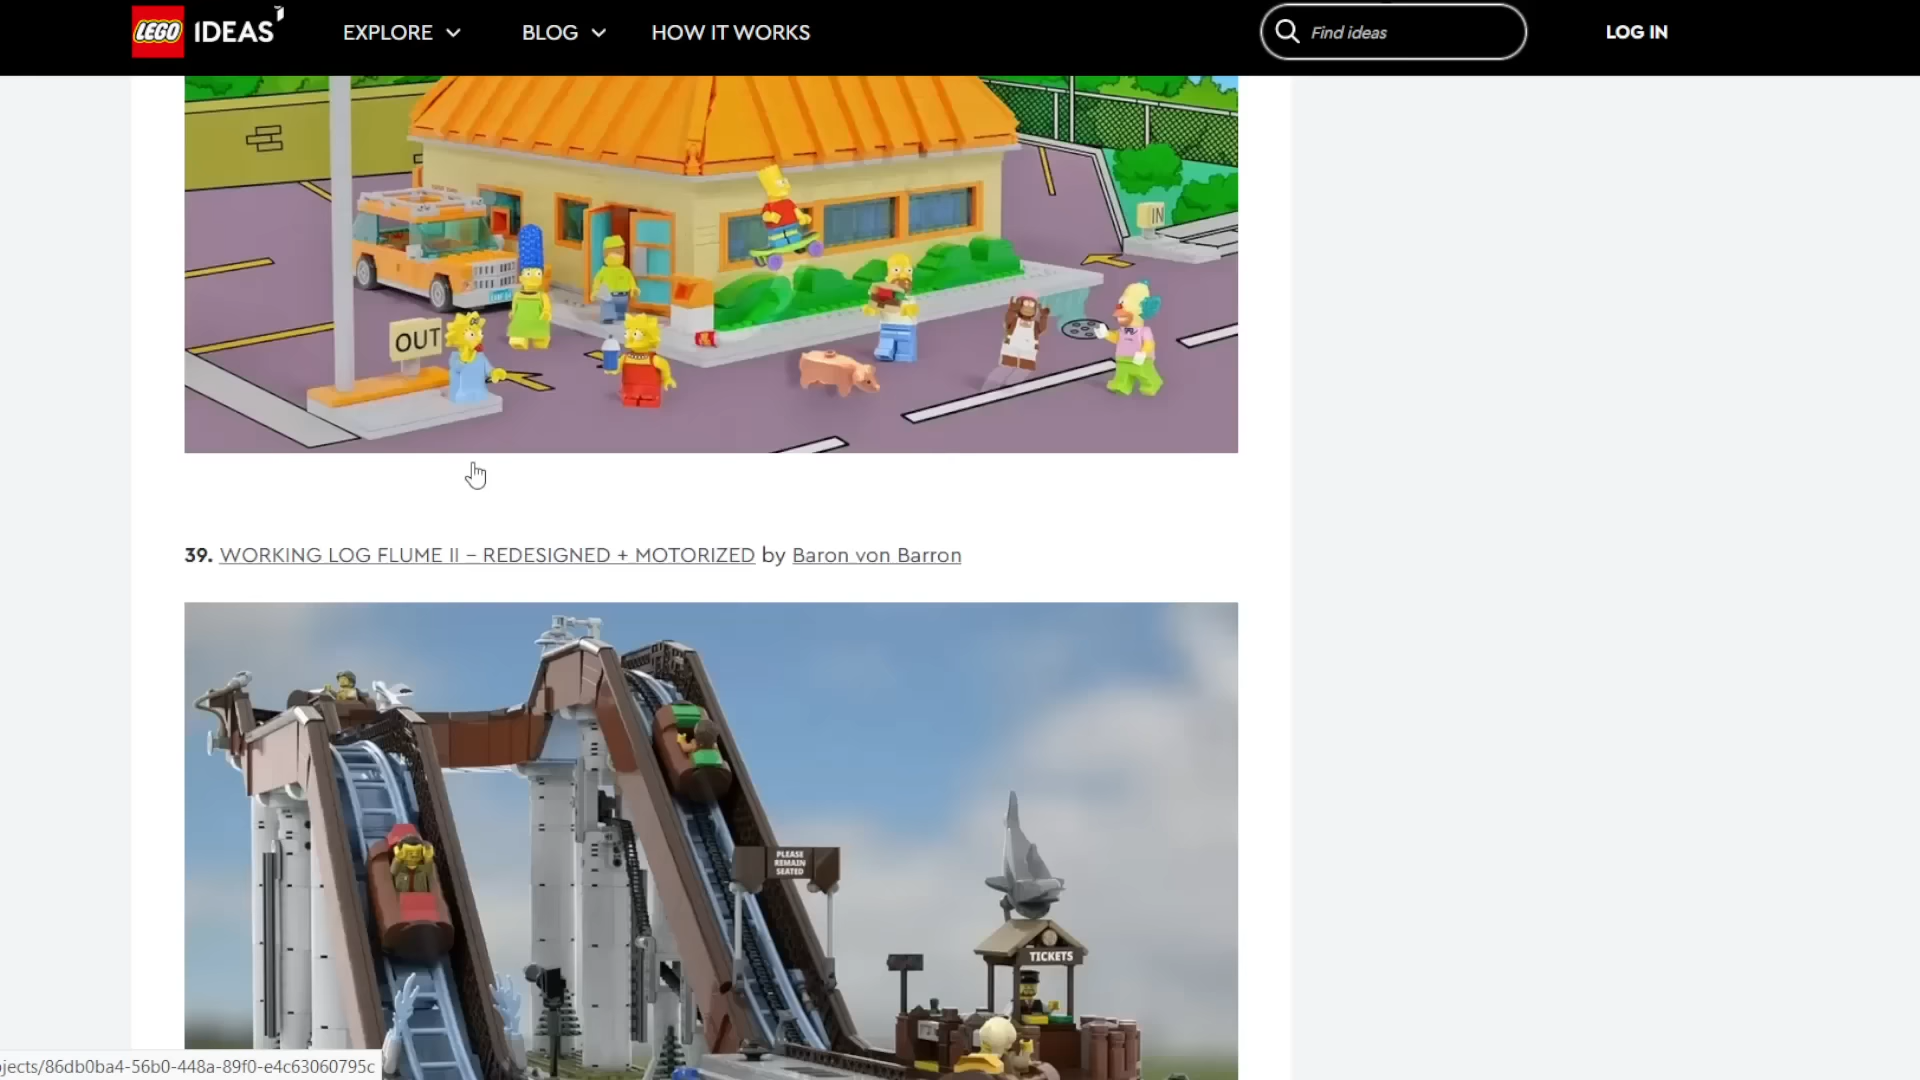 LEGO IDEAS
EXPLORE
BLOG
HOW IT WORKS
Find ideas
LOG IN
IN
OUT
39. WORKING LOG FLUME II – REDESIGNED + MOTORIZED by Baron von Barron
PLEASE
REMAIN
SEATED
TICKETS
jects/86db0ba4-56b0-448a-89f0-e4c63060795c